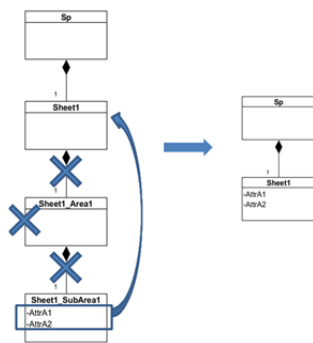 Sp
1
Sheet1
1
Sheet1_Area1
1
Sheet1_SubArea1
-AttrA1
-AttrA2
Sp
1
Sheet1
-AttrA1
-AttrA2